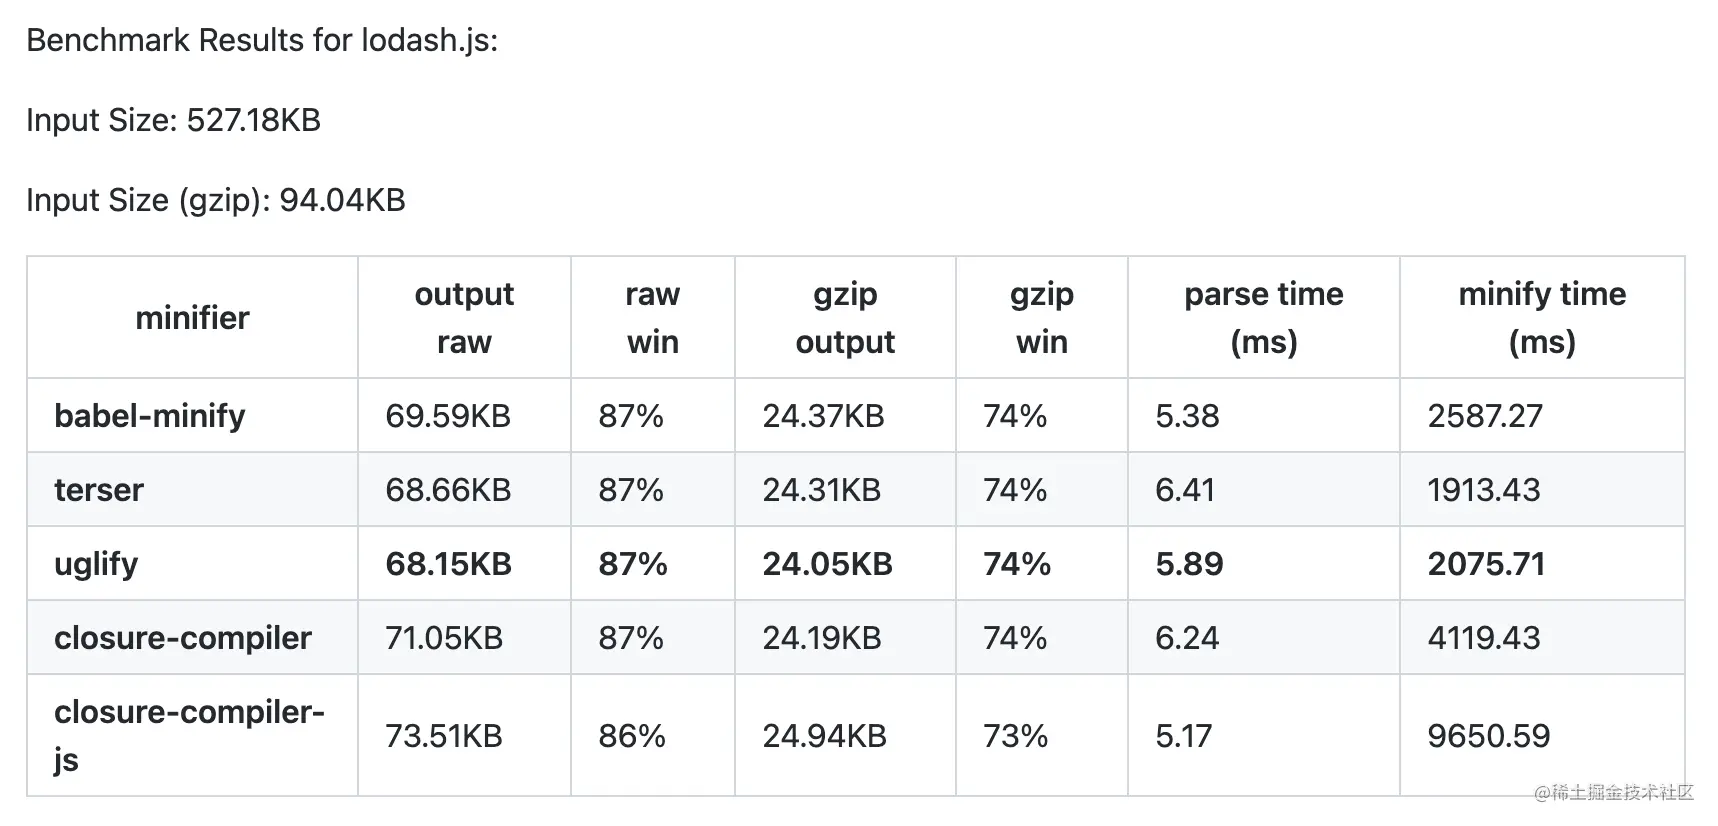 Benchmark Results for lodash.js:
Input Size: 527.18KB
Input Size (gzip): 94.04KB
minifier output raw raw win gzip output gzip win parse time (ms) minify time (ms)
babel-minify 69.59KB 87% 24.37KB 74% 5.38 2587.27
terser 68.66KB 87% 24.31KB 74% 6.41 1913.43
uglify 68.15KB 87% 24.05KB 74% 5.89 2075.71
closure-compiler 71.05KB 87% 24.19KB 74% 6.24 4119.43
closure-compiler-js 73.51KB 86% 24.94KB 73% 5.17 9650.59
@稀土掘金技术社区